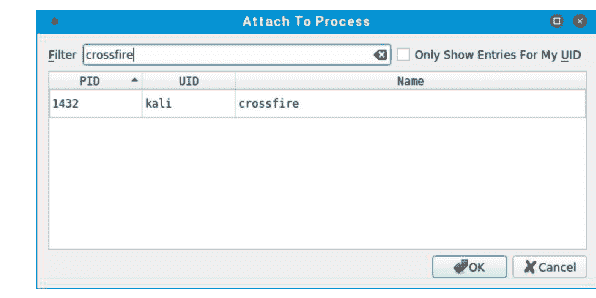 Attach To Process
Filter crossfire Only Show Entries For My UID
PID UID Name
1432 kali crossfire
OK Cancel